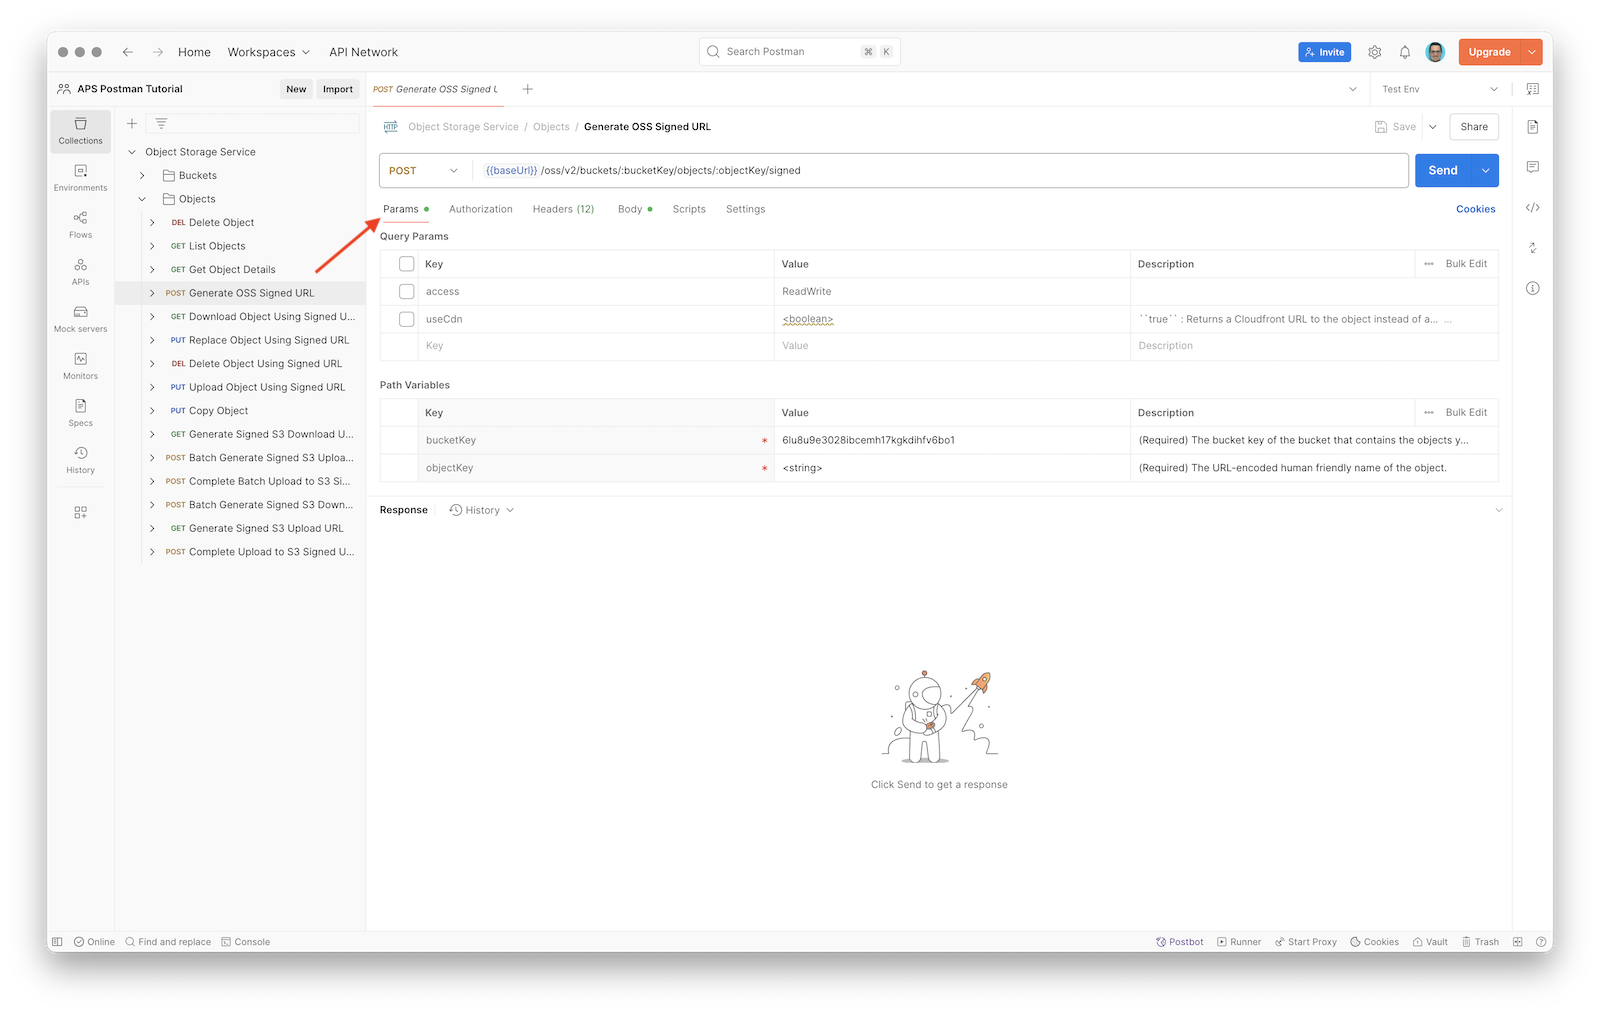 Home Workspaces API Network Search Postman ⌘ K Invite Upgrade
APS Postman Tutorial New Import POST Generate OSS Signed U Test Env
Collections
Environments
Flows
APIs
Mock servers
Monitors
Specs
History
Object Storage Service
Buckets
Objects
DEL Delete Object
GET List Objects
GET Get Object Details
POST Generate OSS Signed URL
GET Download Object Using Signed U...
PUT Replace Object Using Signed URL
DEL Delete Object Using Signed URL
PUT Upload Object Using Signed URL
PUT Copy Object
GET Generate Signed S3 Download U...
POST Batch Generate Signed S3 Uploa...
POST Complete Batch Upload to S3 Si...
POST Batch Generate Signed S3 Down...
GET Generate Signed S3 Upload URL
POST Complete Upload to S3 Signed U...
HTTP Object Storage Service / Objects / Generate OSS Signed URL Save Share
POST {{baseUrl}} /oss/v2/buckets/:bucketKey/objects/:objectKey/signed Send
Params Authorization Headers (12) Body Scripts Settings Cookies
Query Params
Key Value Description ... Bulk Edit
access ReadWrite
useCdn <boolean> ``true`` : Returns a Cloudfront URL to the object instead of a... ...
Key Value Description
Path Variables
Key Value Description ... Bulk Edit
bucketKey * 6lu8u9e3028ibcemh17kgkdihfv6bo1 (Required) The bucket key of the bucket that contains the objects y...
objectKey * <string> (Required) The URL-encoded human friendly name of the object.
Response History
Click Send to get a response
Online Find and replace Console Postbot Runner Start Proxy Cookies Vault Trash